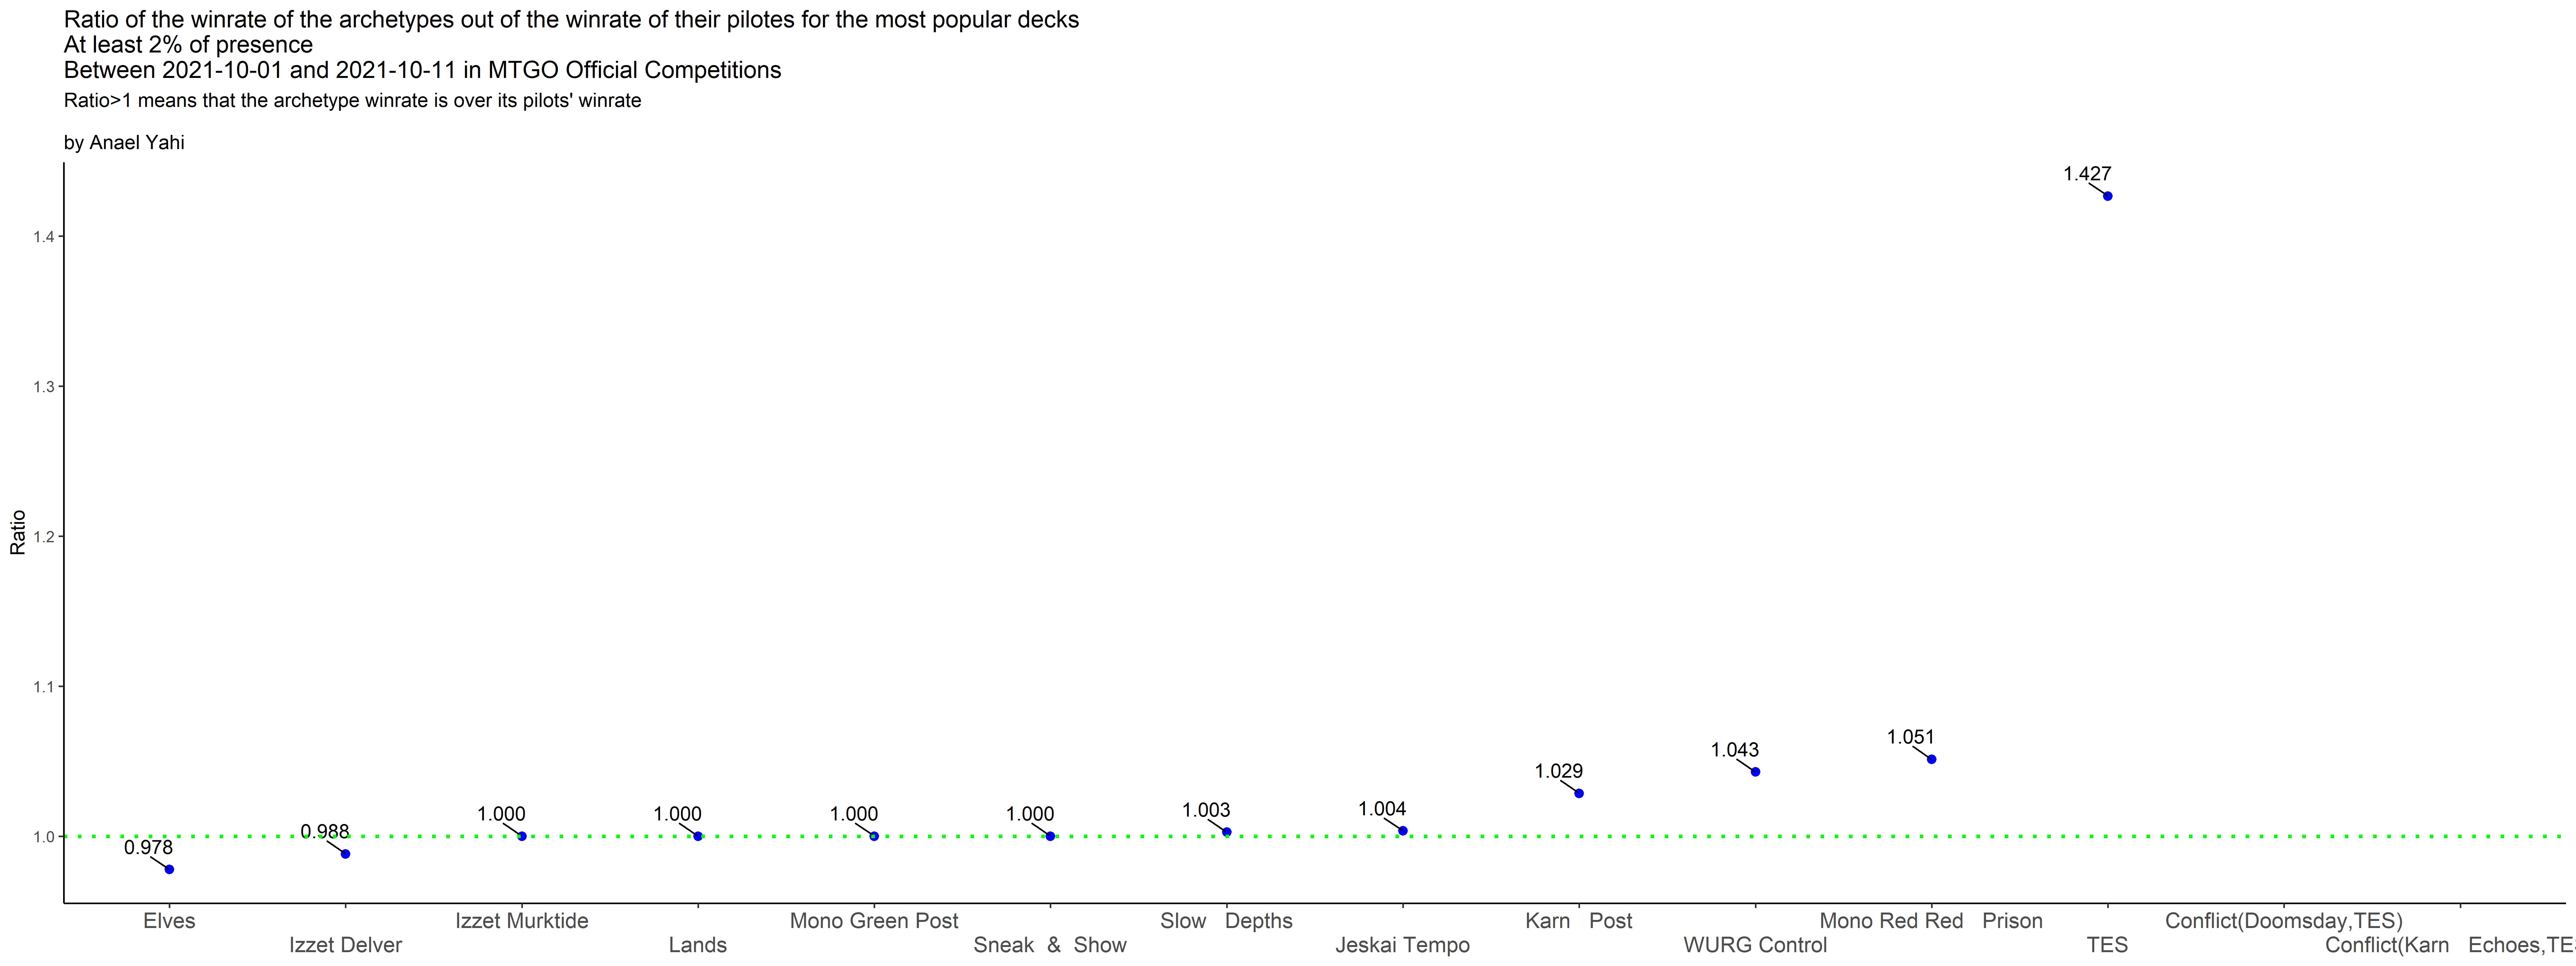 Ratio of the winrate of the archetypes out of the winrate of their pilotes for the most popular decks
At least 2% of presence
Between 2021-10-01 and 2021-10-11 in MTGO Official Competitions
Ratio>1 means that the archetype winrate is over its pilots' winrate
by Anael Yahi
1.427
1.4
1.3
1.2
Ratio
1.1
1.051
1.043
1.029
1.004
1.003
1.000
1.000
1.000
1.000
0.988
1.0
0.978
Elves
Izzet Delver
Izzet Murktide
Lands
Mono Green Post
Sneak & Show
Slow Depths
Jeskai Tempo
Karn Post
WURG Control
Mono Red Red Prison
TES
Conflict(Doomsday,TES)
Conflict(Karn Echoes,TE